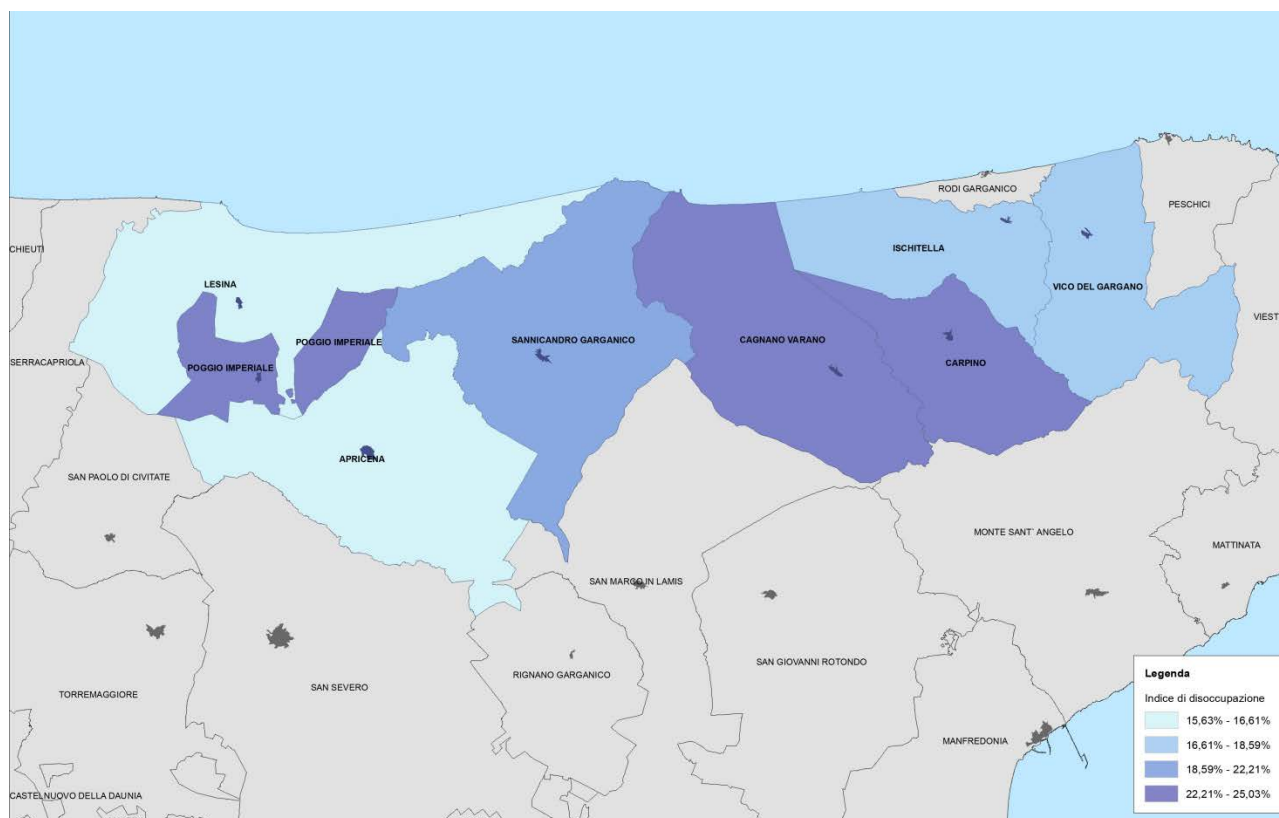 RODI GARGANICO
PESCHICI
CHIEUTI
ISCHITELLA
LESINA
VICO DEL GARGANO
VIEST
POGGIO IMPERIALE
SANNICANDRO GARGANICO
CAGNANO VARANO
SERRACAPRIOLA
POGGIO IMPERIALE
CARPINO
APRICENA
SAN PAOLO DI CIVITATE
MONTE SANT' ANGELO
MATTINATA
SAN MARCO IN LAMIS
SAN GIOVANNI ROTONDO
RIGNANO GARGANICO
SAN SEVERO
TORREMAGGIORE
MANFREDONIA
CASTELNUOVO DELLA DAUNIA
Legenda
Indice di disoccupazione
15,63% - 16,61%
16,61% - 18,59%
18,59% - 22,21%
22,21% - 25,03%